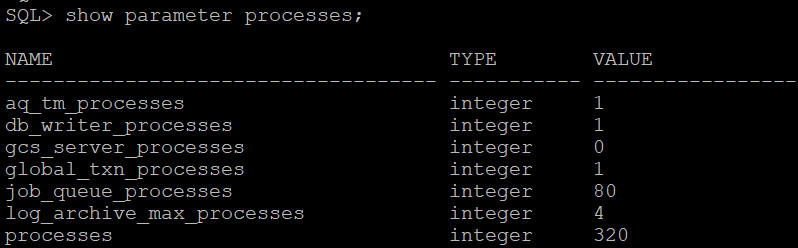 SQL> show parameter processes;
NAME TYPE VALUE
------------------------------------ ----------- -----------------
aq_tm_processes integer 1
db_writer_processes integer 1
gcs_server_processes integer 0
global_txn_processes integer 1
job_queue_processes integer 80
log_archive_max_processes integer 4
processes integer 320